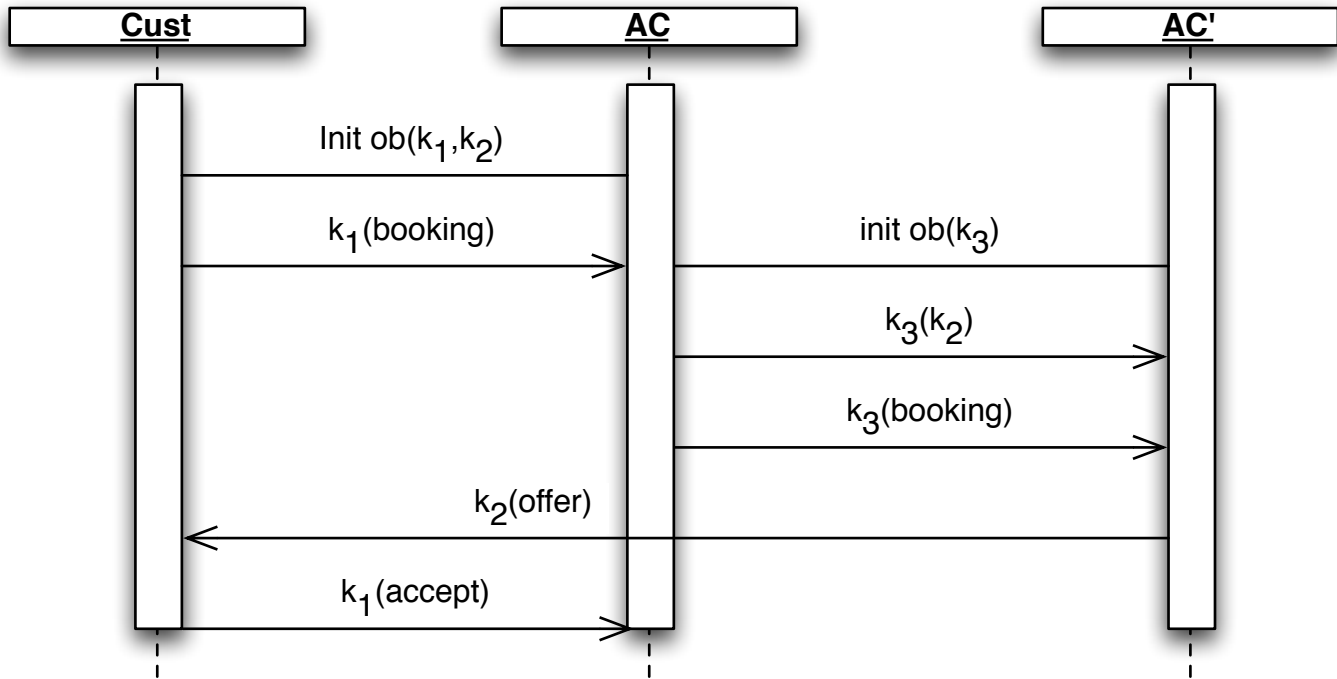 Cust
AC
AC'
Init ob(k₁,k₂)
k₁(booking)
init ob(k₃)
k₃(k₂)
k₃(booking)
k₂(offer)
k₁(accept)